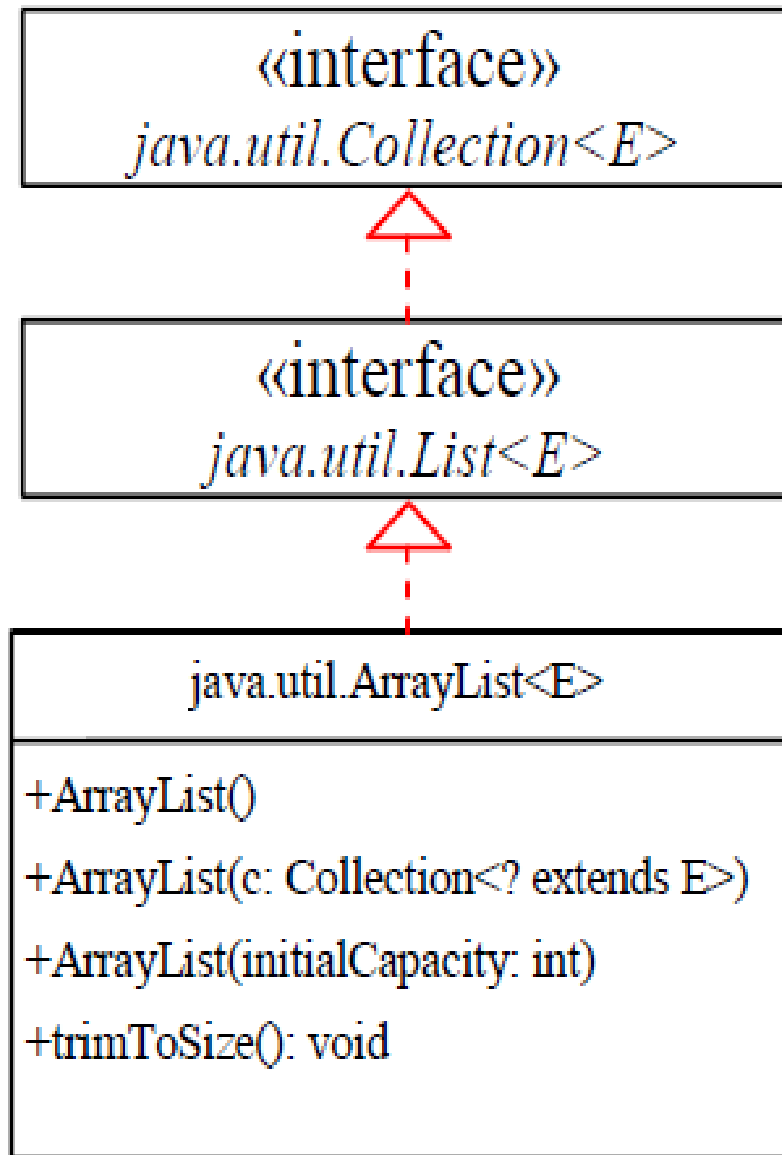 «interface»
java.util.Collection<E>
«interface»
java.util.List<E>
java.util.ArrayList<E>
+ArrayList()
+ArrayList(c: Collection<? extends E>)
+ArrayList(initialCapacity: int)
+trimToSize(): void